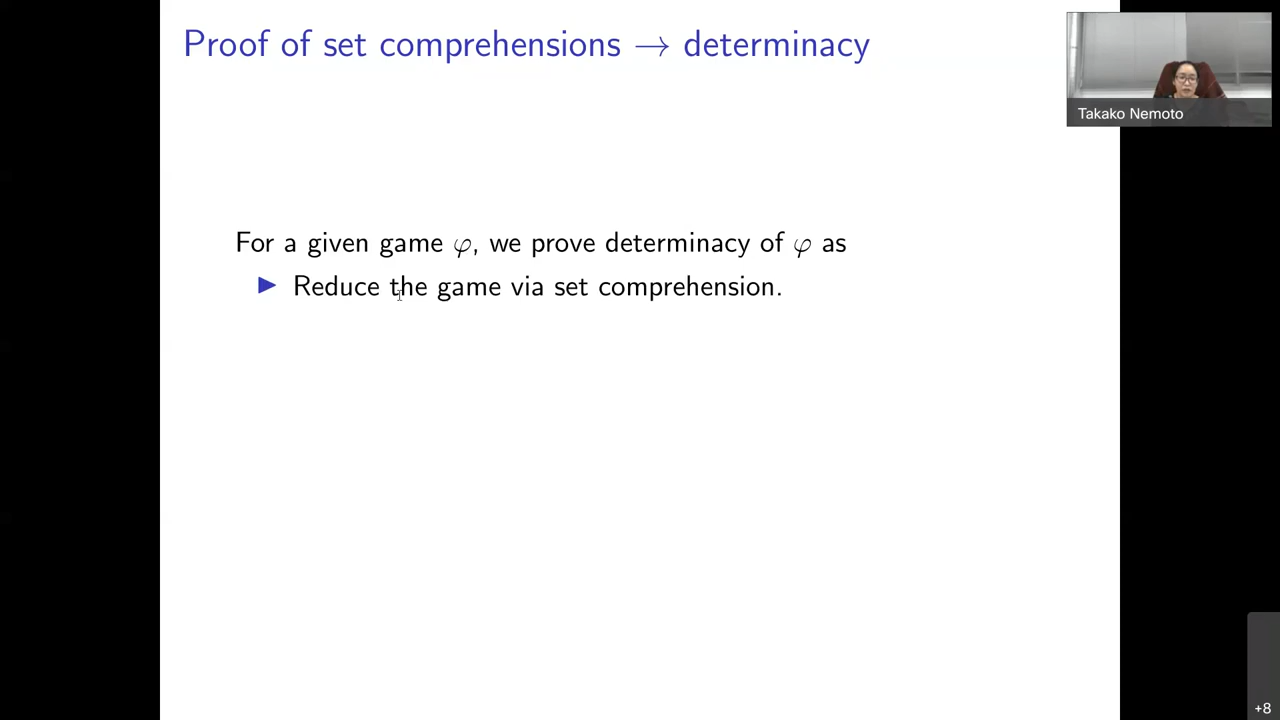 Proof of set comprehensions → determinacy
Takako Nemoto
For a given game φ, we prove determinacy of φ as
▶ Reduce the game via set comprehension.
+8